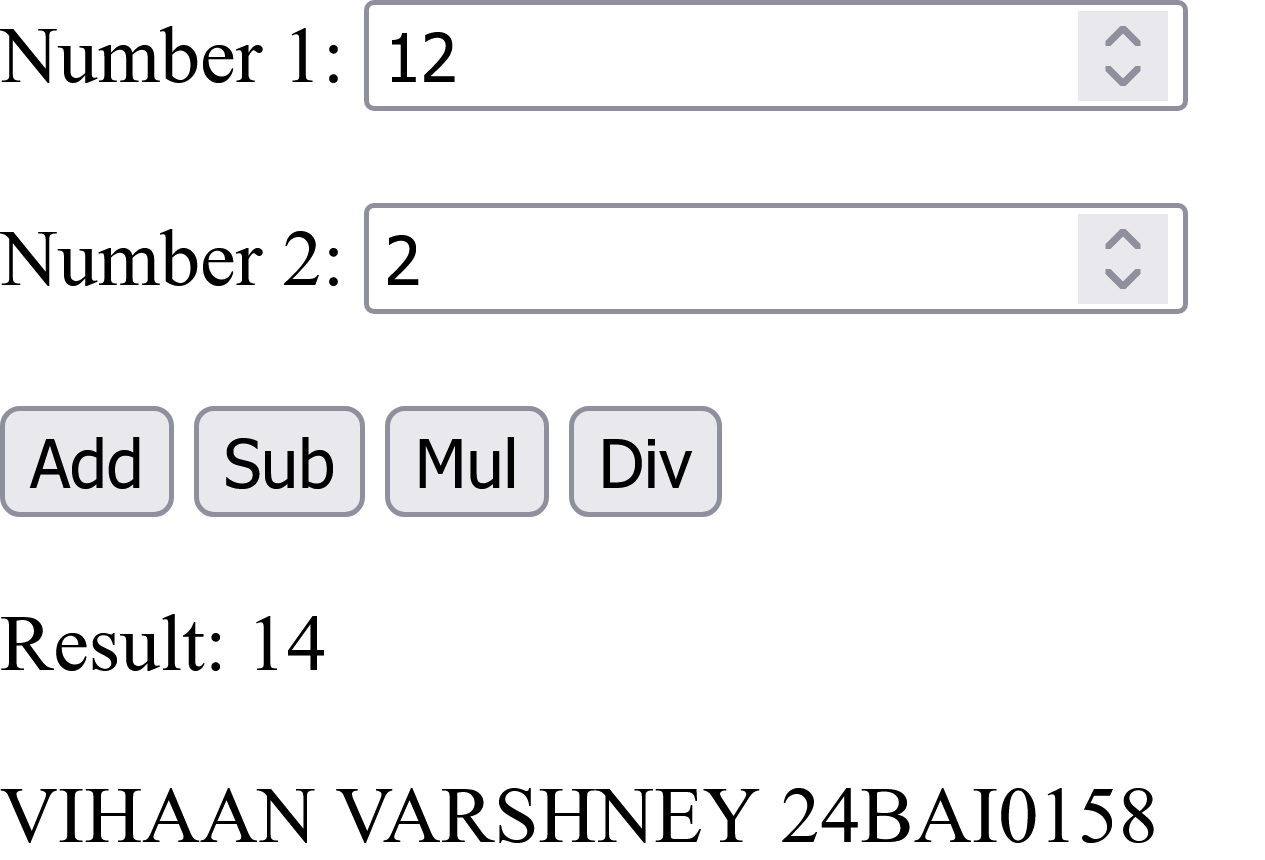 Number 1: 12
Number 2: 2
Add Sub Mul Div
Result: 14
VIHAAN VARSHNEY 24BAI0158